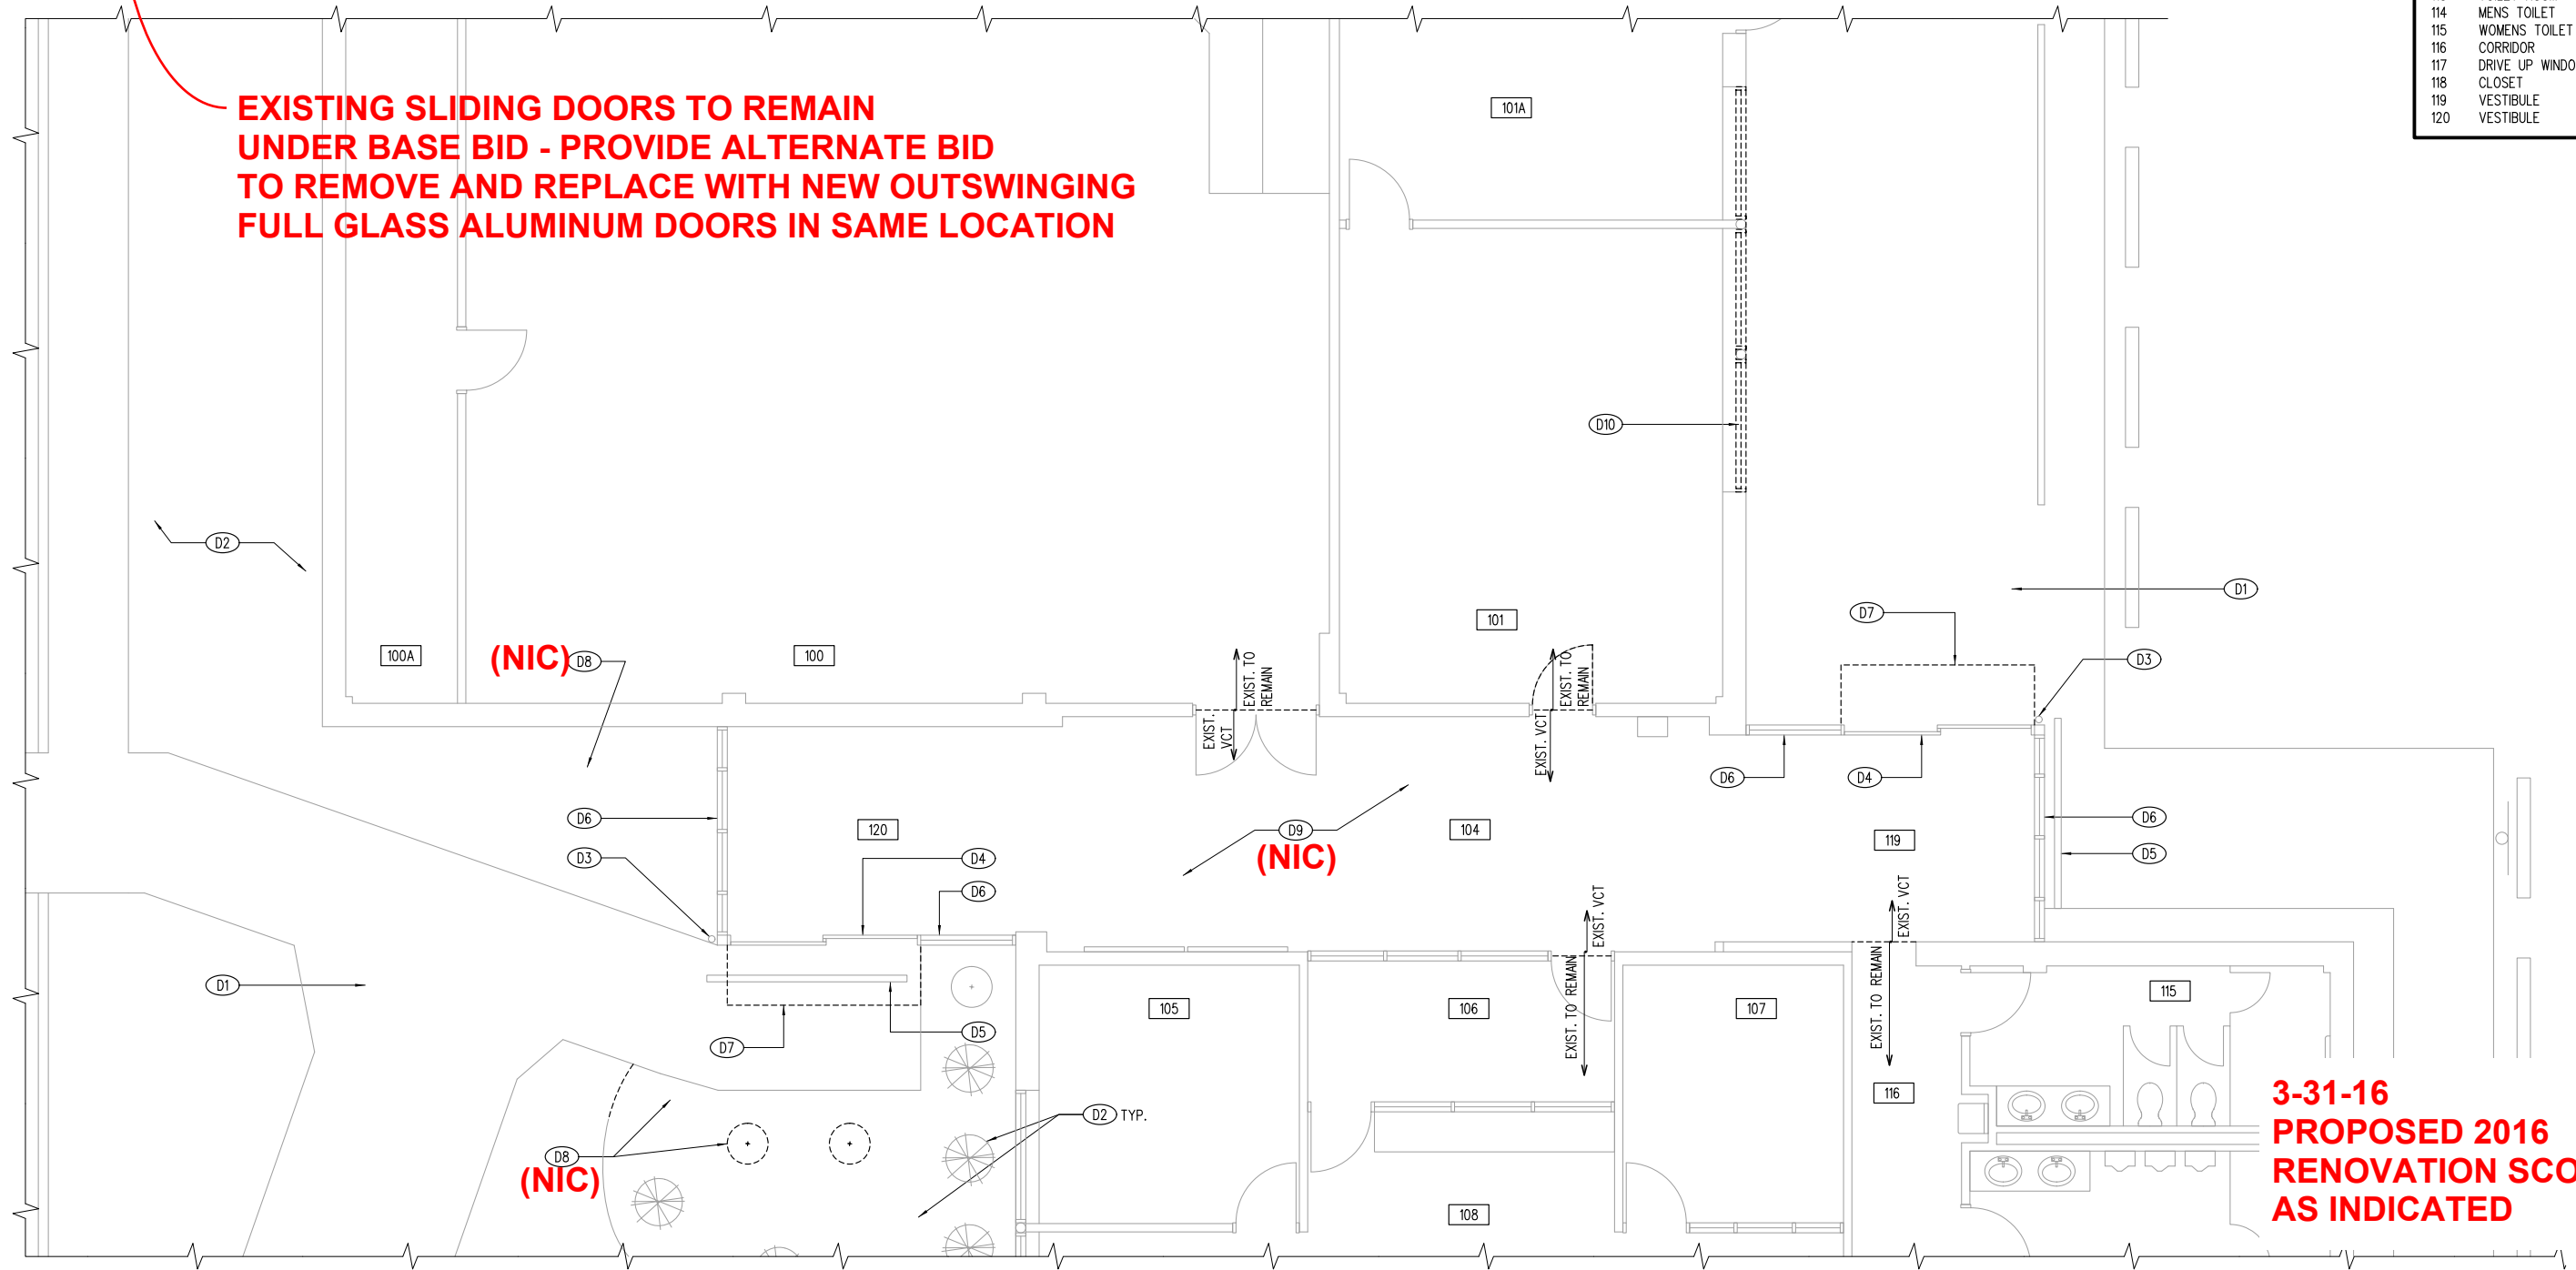 114 MENS TOILET
115 WOMENS TOILET
116 CORRIDOR
117 DRIVE UP
118 CLOSET
119 VESTIBULE
120 VESTIBULE
EXISTING SLIDING DOORS TO REMAIN
UNDER BASE BID - PROVIDE ALTERNATE BID
TO REMOVE AND REPLACE WITH NEW OUTSWINGING
FULL GLASS ALUMINUM DOORS IN SAME LOCATION
101A
D10
D2
D1
D7
101
100A
(NIC)
D8
100
D3
EXIST. TO
REMAIN
EXIST.
VCT
EXIST. TO
REMAIN
EXIST. VCT
D6
D4
D6
120
D9
(NIC)
104
119
D6
D5
D3
D4
D6
EXIST. VCT
EXIST. TO REMAIN
EXIST. VCT
EXIST. TO REMAIN
D1
D5
D7
105
106
107
115
116
D2 TYP.
D8
(NIC)
108
3-31-16
PROPOSED 2016
RENOVATION
AS INDICATED